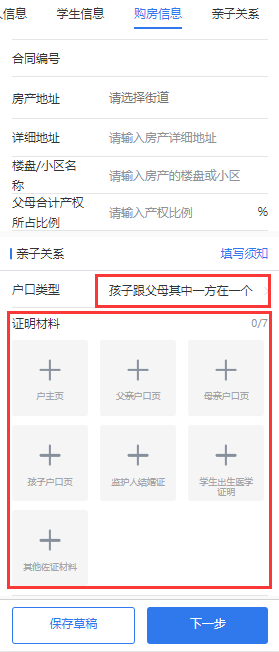 人信息 学生信息 购房信息 亲子关系
合同编号
房产地址 请选择街道
详细地址 请输入房产详细地址
楼盘/小区名
称 请输入房产的楼盘或小区
父母合计产权
所占比例 请输入产权比例 %
亲子关系 填写须知
户口类型 孩子跟父母其中一方在一个
证明材料 0/7
户主页 父亲户口页 母亲户口页
孩子户口页 监护人结婚证 学生出生医学
证明
其他佐证材料
保存草稿 下一步